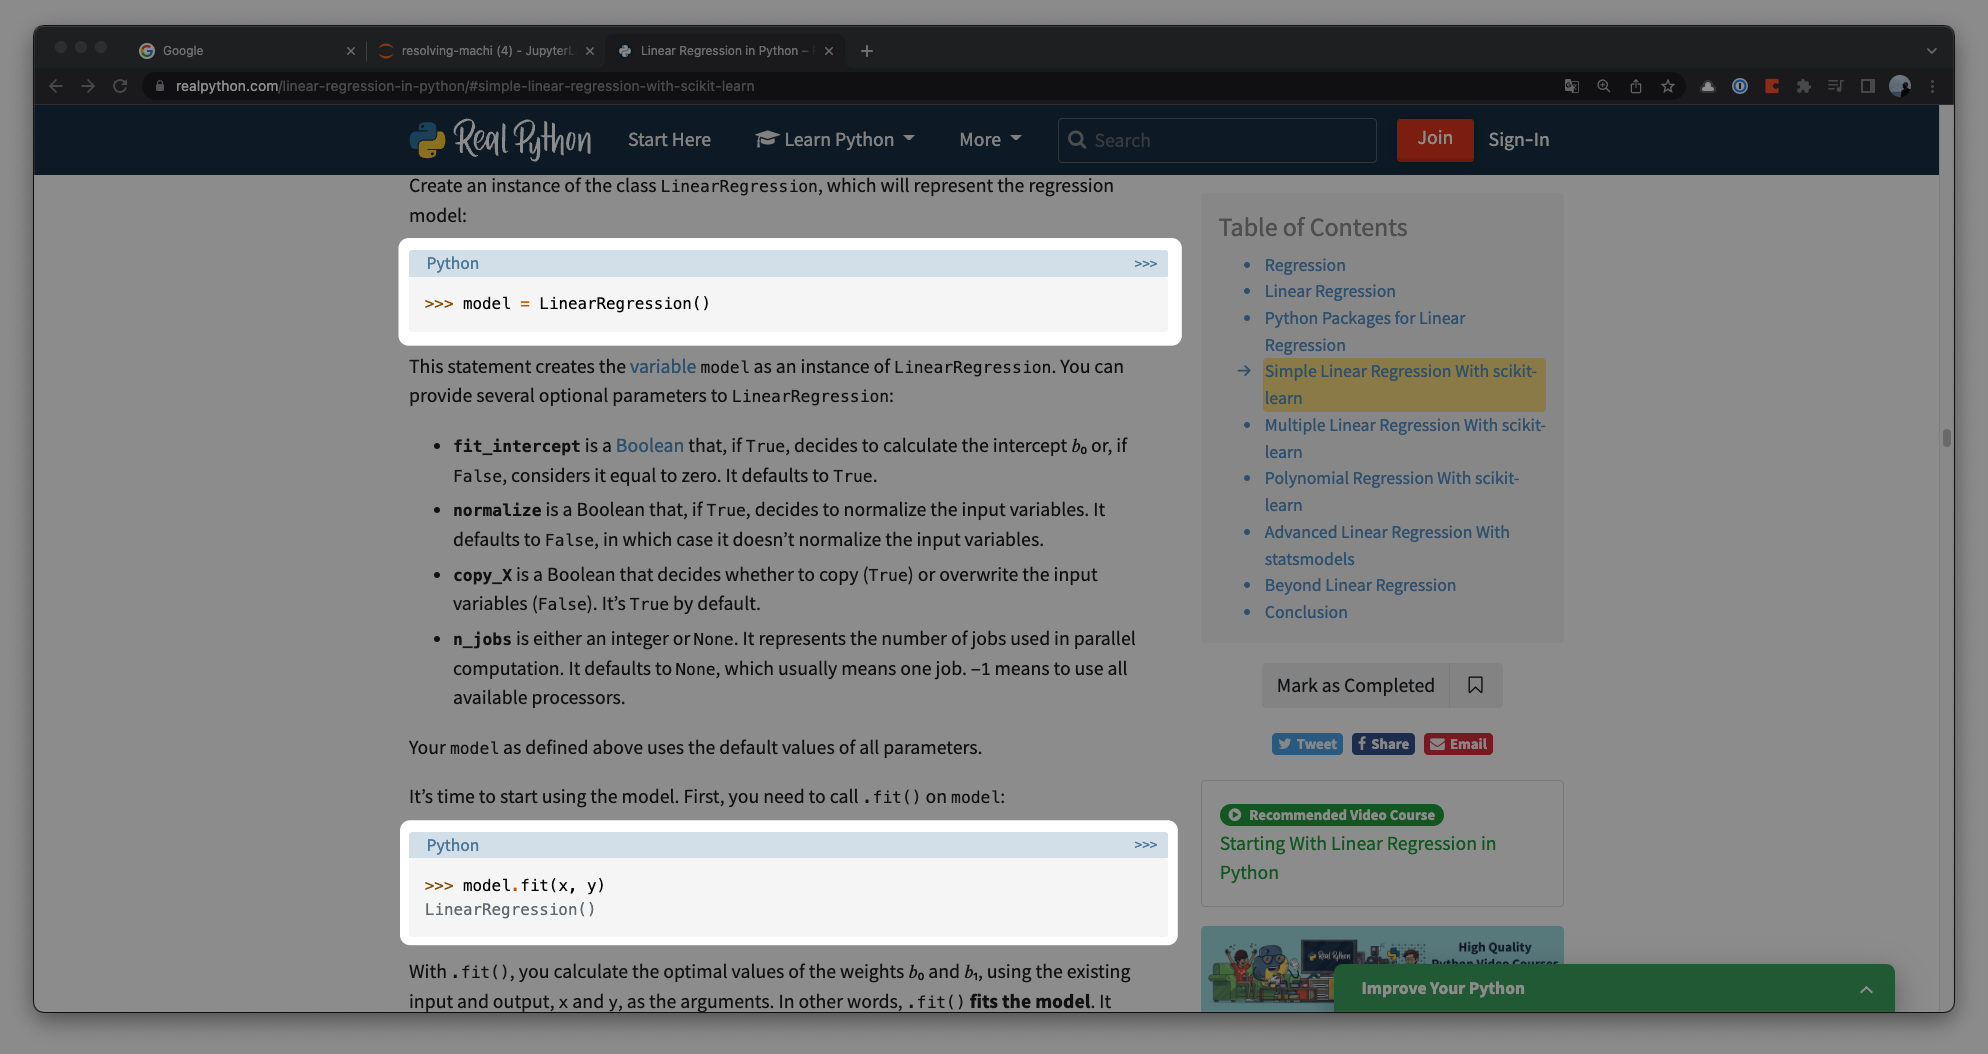 Google
resolving-machi (4) - JupyterL
Linear Regression in Python –
realpython.com/linear-regression-in-python/#simple-linear-regression-with-scikit-learn
Real Python
Start Here
Learn Python
More
Search
Join
Sign-In
Create an instance of the class LinearRegression, which will represent the regression
model:
Python >>>
>>> model = LinearRegression()
This statement creates the variable model as an instance of LinearRegression. You can
provide several optional parameters to LinearRegression:
• fit_intercept is a Boolean that, if True, decides to calculate the intercept b₀ or, if
False, considers it equal to zero. It defaults to True.
• normalize is a Boolean that, if True, decides to normalize the input variables. It
defaults to False, in which case it doesn’t normalize the input variables.
• copy_X is a Boolean that decides whether to copy (True) or overwrite the input
variables (False). It’s True by default.
• n_jobs is either an integer or None. It represents the number of jobs used in parallel
computation. It defaults to None, which usually means one job. −1 means to use all
available processors.
Your model as defined above uses the default values of all parameters.
It’s time to start using the model. First, you need to call .fit() on model:
Python >>>
>>> model.fit(x, y)
LinearRegression()
With .fit(), you calculate the optimal values of the weights b₀ and b₁, using the existing
input and output, x and y, as the arguments. In other words, .fit() fits the model. It
Table of Contents
• Regression
• Linear Regression
• Python Packages for Linear
Regression
→ Simple Linear Regression With scikit-
learn
• Multiple Linear Regression With scikit-
learn
• Polynomial Regression With scikit-
learn
• Advanced Linear Regression With
statsmodels
• Beyond Linear Regression
• Conclusion
Mark as Completed
Tweet
Share
Email
Recommended Video Course
Starting With Linear Regression in
Python
Real Python
High Quality
Python Video Courses
Improve Your Python